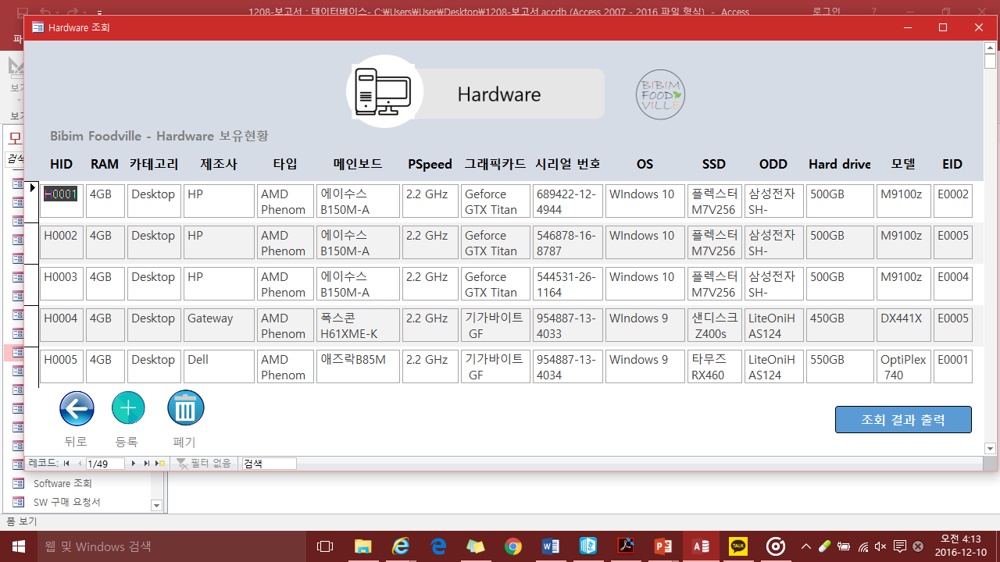 1208-보고서 : 데이터베이스- C:₩Users₩User₩Desktop₩1208-보고서.accdb (Access 2007 - 2016 파일 형식) - Access
로그인
Hardware 조회
Hardware
BIBIM
FOOD
VILLE
Bibim Foodville - Hardware 보유현황
HID RAM 카테고리 제조사 타입 메인보드 PSpeed 그래픽카드 시리얼 번호 OS SSD ODD Hard drive 모델 EID
H0001 4GB Desktop HP AMD Phenom 에이수스 B150M-A 2.2 GHz Geforce GTX Titan 689422-12-4944 WIndows 10 플렉스터 M7V256 삼성전자 SH- 500GB M9100z E0002
H0002 4GB Desktop HP AMD Phenom 에이수스 B150M-A 2.2 GHz Geforce GTX Titan 546878-16-8787 WIndows 10 플렉스터 M7V256 삼성전자 SH- 500GB M9100z E0005
H0003 4GB Desktop HP AMD Phenom 에이수스 B150M-A 2.2 GHz Geforce GTX Titan 544531-26-1164 Windows 10 플렉스터 M7V256 삼성전자 SH- 500GB M9100z E0004
H0004 4GB Desktop Gateway AMD Phenom 폭스콘 H61XME-K 2.2 GHz 기가바이트 GF 954887-13-4033 WIndows 9 샌디스크 Z400s LiteOniHAS124 450GB DX441X E0005
H0005 4GB Desktop Dell AMD Phenom 애즈락B85M 2.2 GHz 기가바이트 GF 954887-13-4034 Windows 9 타무즈 RX460 LiteOniHAS124 550GB OptiPlex 740 E0001
뒤로 등록 폐기
조회 결과 출력
레코드: 1/49 필터 없음 검색
Software 조회
SW 구매 요청서
폼 보기
웹 및 Windows 검색
오전 4:13
2016-12-10